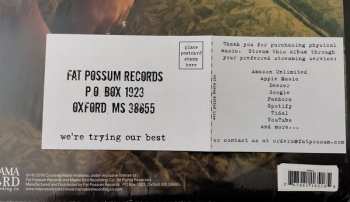 place
postcard
stamp
here
FAT POSSUM RECORDS
P O BOX 1923
OXFORD MS 38655
we're trying our best
Thank you for purchasing physical
music. Stream this album through
your preferred streaming service:
Amazon Unlimited
Apple Music
Deezer
Google
Pandora
Spotify
Tidal
YouTube
and more...
or contact us at orders@fatpossum.com